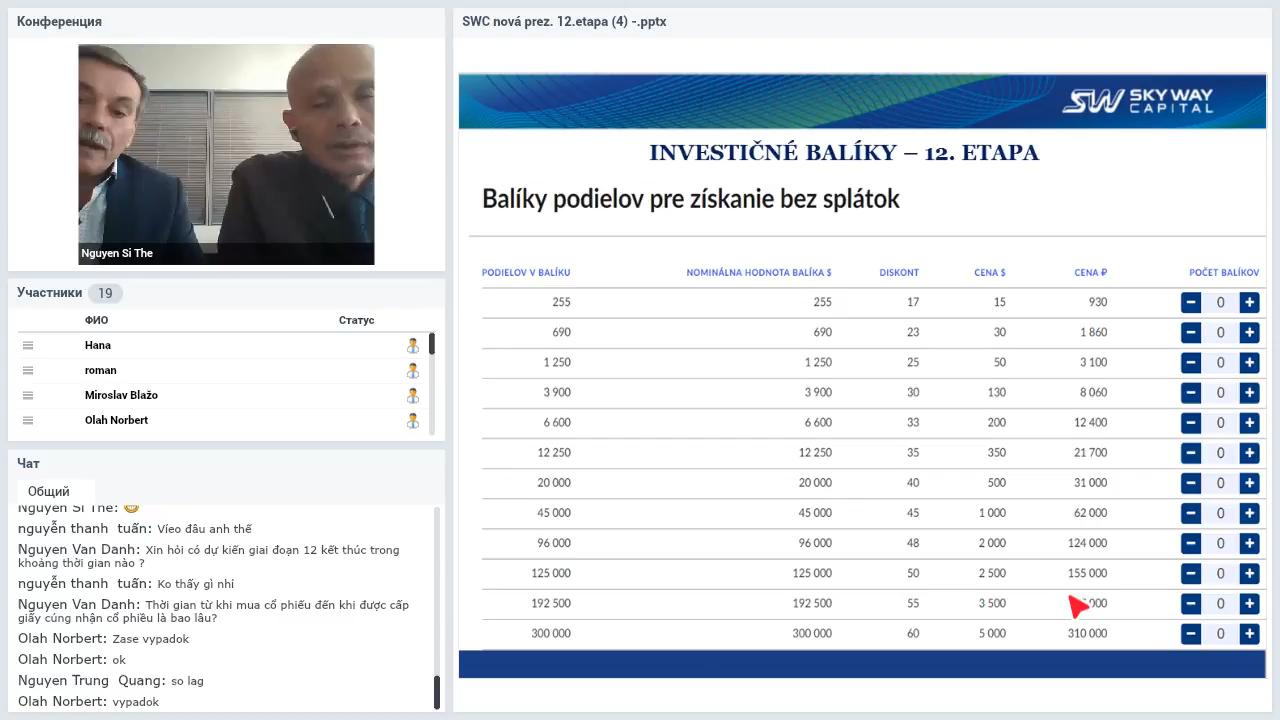 Конференция
Nguyen Si The
Участники 19
ФИО Статус
Hana
roman
Miroslav Blažo
Olah Norbert
Чат
Общий
Nguyen Si The:
nguyễn thanh tuấn: Víeo đâu anh thế
Nguyen Van Danh: Xin hỏi có dự kiến giai đoạn 12 kết thúc trong
khoảng thời gian nào ?
nguyễn thanh tuấn: Ko thấy gì nhỉ
Nguyen Van Danh: Thời gian từ khi mua cổ phiếu đến khi được cấp
giấy cúng nhận cổ phiều là bao lâu?
Olah Norbert: Zase vypadok
Olah Norbert: ok
Nguyen Trung Quang: so lag
Olah Norbert: vypadok
SWC nová prez. 12.etapa (4) -.pptx
SW SKY WAY
CAPITAL
INVESTIČNÉ BALÍKY – 12. ETAPA
Balíky podielov pre získanie bez splátok
PODIELOV V BALÍKU NOMINÁLNA HODNOTA BALÍKA $ DISKONT CENA $ CENA ₽ POČET BALÍKOV
255 255 17 15 930 − 0 +
690 690 23 30 1 860 − 0 +
1 250 1 250 25 50 3 100 − 0 +
3 900 3 900 30 130 8 060 − 0 +
6 600 6 600 33 200 12 400 − 0 +
12 250 12 250 35 350 21 700 − 0 +
20 000 20 000 40 500 31 000 − 0 +
45 000 45 000 45 1 000 62 000 − 0 +
96 000 96 000 48 2 000 124 000 − 0 +
125 000 125 000 50 2 500 155 000 − 0 +
192 500 192 500 55 3 500 000 − 0 +
300 000 300 000 60 5 000 310 000 − 0 +